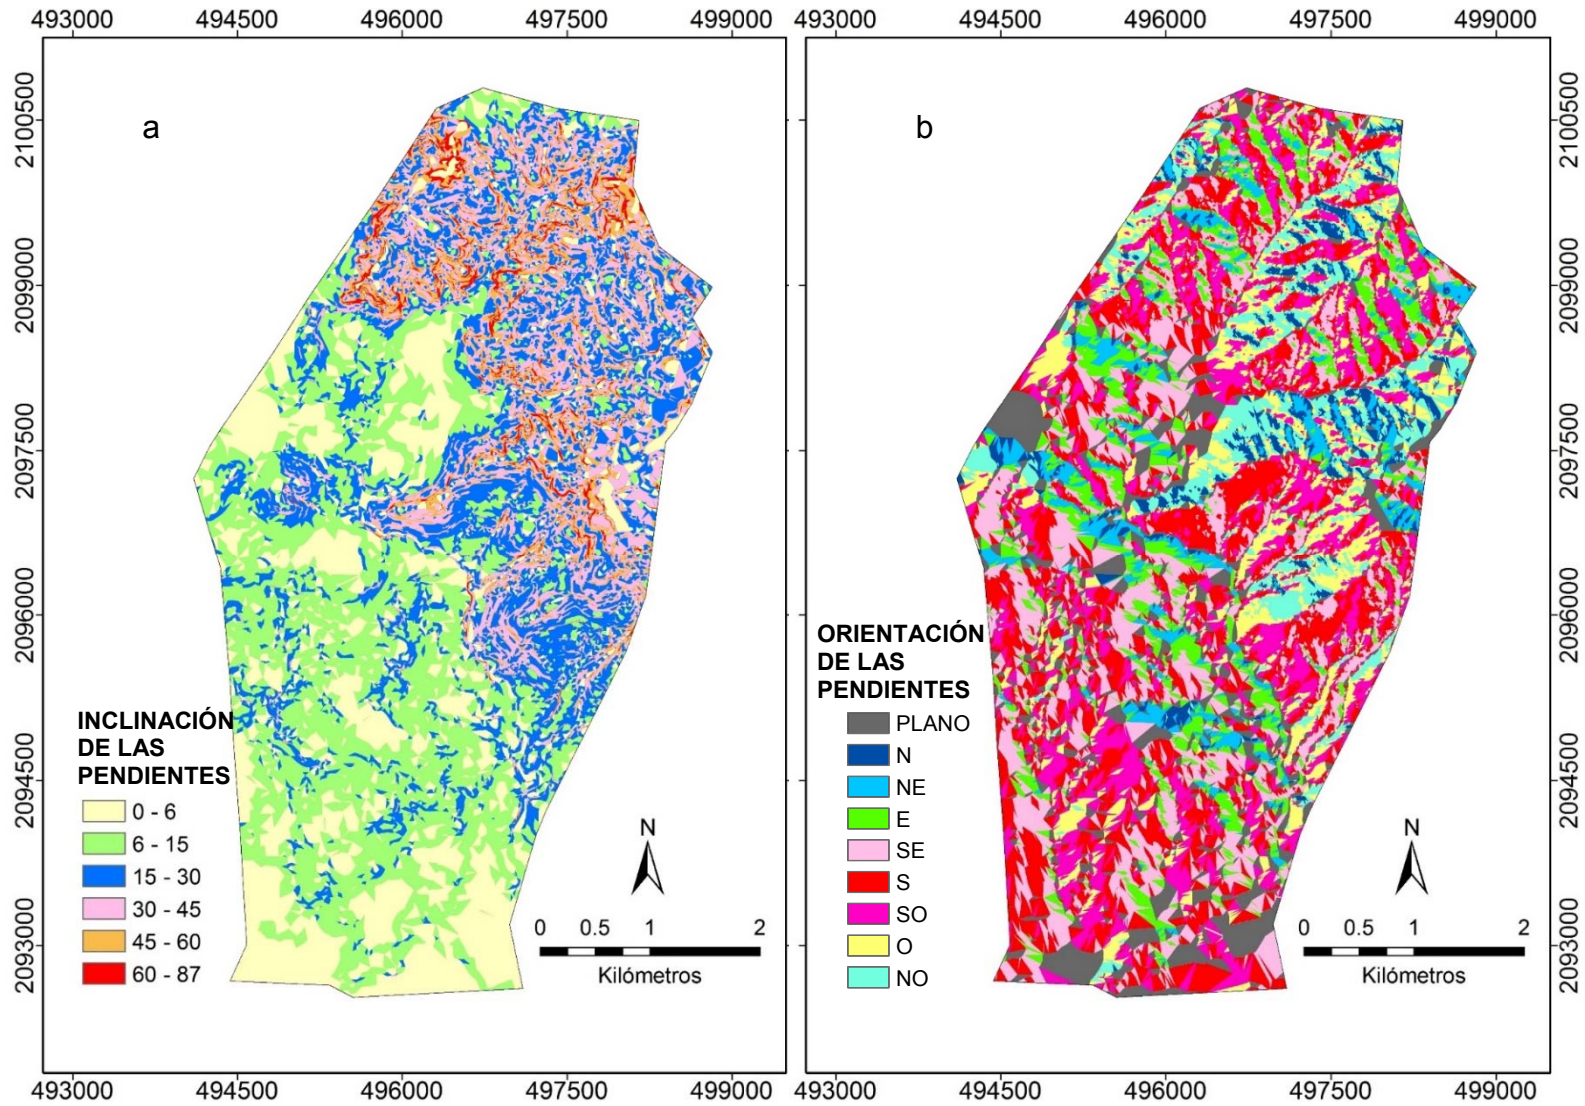 493000 494500 496000 497500 499000
493000 494500 496000 497500 499000
2100500
2099000
2097500
2096000
2094500
2093000
a
INCLINACIÓN
DE LAS
PENDIENTES
0 - 6
6 - 15
15 - 30
30 - 45
45 - 60
60 - 87
N
0 0.5 1 2
Kilómetros
b
ORIENTACIÓN
DE LAS
PENDIENTES
PLANO
N
NE
E
SE
S
SO
O
NO
N
0 0.5 1 2
Kilómetros
2100500
2099000
2097500
2096000
2094500
2093000
493000 494500 496000 497500 499000
493000 494500 496000 497500 499000